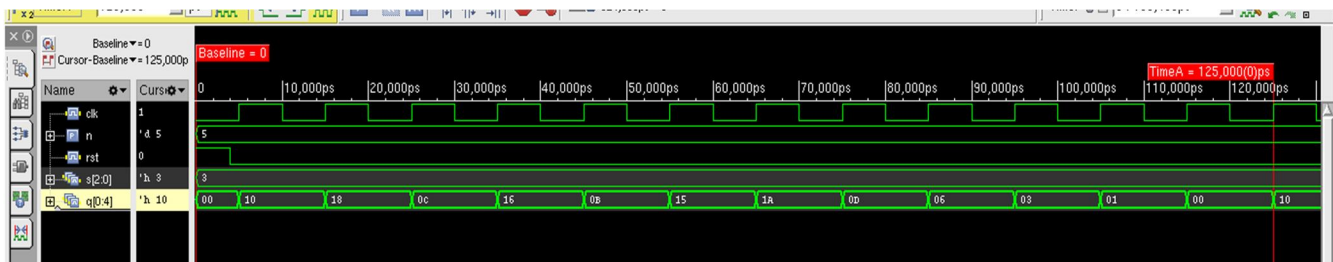 x2
Baseline▼= 0
Cursor-Baseline▼= 125,000p
Baseline = 0
TimeA = 125,000(0)ps
Name Curs 0 10,000ps 20,000ps 30,000ps 40,000ps 50,000ps 60,000ps 70,000ps 80,000ps 90,000ps 100,000ps 110,000ps 120,000ps
clk 1
n 'd 5 5
rst 0
s[2:0] 'h 3 3
q[0:4] 'h 10 00 10 18 0C 16 0B 15 1A 0D 06 03 01 00 10